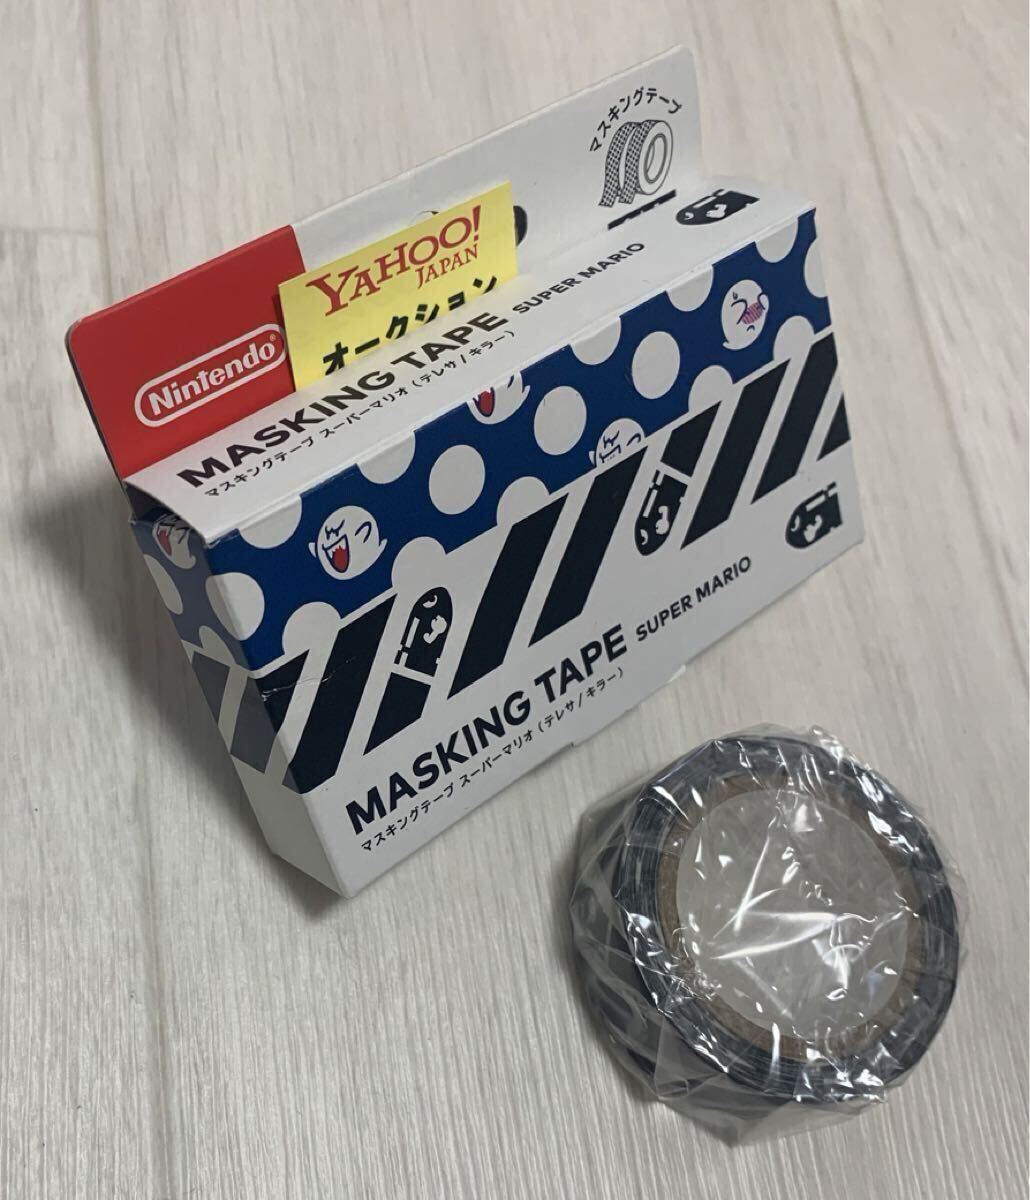 マスキングテープ
YAHOO!
JAPAN
オークション
Nintendo®
MASKING TAPE SUPER MARIO
マスキングテープ スーパーマリオ (テレサ/キラー)
MASKING TAPE SUPER MARIO
マスキングテープ スーパーマリオ (テレサ/キラー)